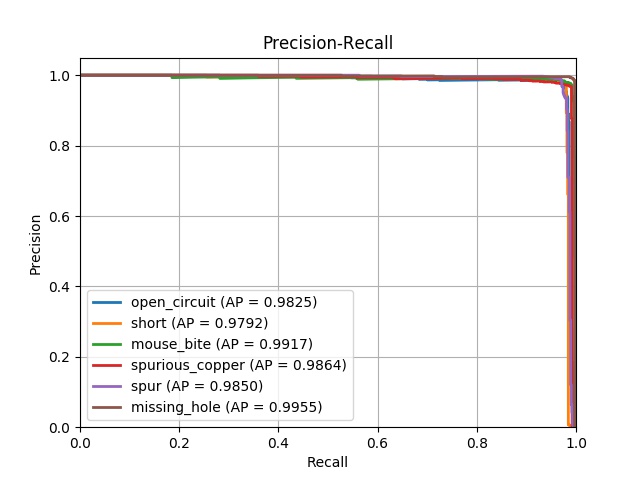 Precision-Recall
1.0
0.8
0.6
0.4
0.2
0.0
Precision
open_circuit (AP = 0.9825)
short (AP = 0.9792)
mouse_bite (AP = 0.9917)
spurious_copper (AP = 0.9864)
spur (AP = 0.9850)
missing_hole (AP = 0.9955)
0.0 0.2 0.4 0.6 0.8 1.0
Recall